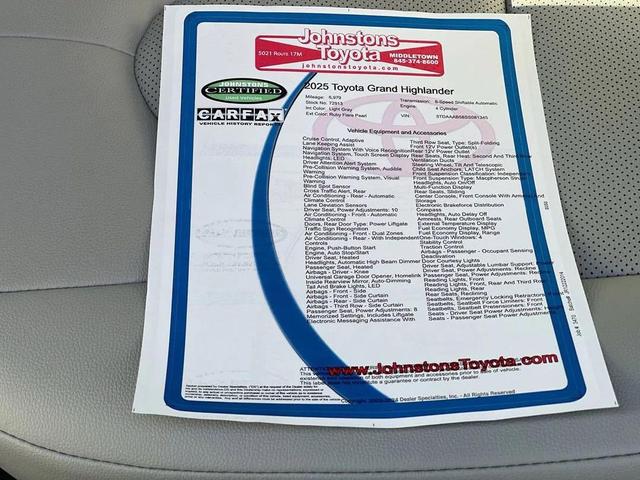 Johnstons
Toyota
5021 Route 17M
MIDDLETOWN
845-374-8600
johnstonstoyota.com
JOHNSTONS
CERTIFIED
Used Vehicles
CARFAX
VEHICLE HISTORY REPORT
2025 Toyota Grand Highlander
Mileage: 6,979
Stock No: 72913
Int Color: Light Gray
Ext Color: Ruby Flare Pearl
Transmission: 8-Speed Shiftable Automatic
Engine: 4 Cylinder
VIN:
Vehicle Equipment and Accessories
Cruise Control, Adaptive
Lane Keeping Assist
Navigation System With Voice Recognition
Navigation System, Touch Screen Display
Headlights, LED
Driver Attention Alert System
Pre-Collision Warning System, Audible
Warning
Pre-Collision Warning System, Visual
Warning
Blind Spot Sensor
Cross Traffic Alert, Rear
Air Conditioning - Rear - Automatic
Climate Control
Lane Deviation Sensors
Driver Seat, Power Adjustments: 10
Air Conditioning - Front - Automatic
Climate Control
Doors, Rear Door Type: Power Liftgate
Traffic Sign Recognition
Air Conditioning - Front - Dual Zones
Air Conditioning - Rear - With Independent
Controls
Engine, Push-Button Start
Engine, Auto Stop/Start
Driver Seat, Heated
Headlights, Automatic High Beam Dimmer
Passenger Seat, Heated
Airbags - Driver - Knee
Universal Garage Door Opener, Homelink
Inside Rearview Mirror, Auto-Dimming
Tail And Brake Lights, LED
Airbags - Front - Side
Airbags - Front - Side Curtain
Airbags - Rear - Side Curtain
Airbags - Third Row - Side Curtain
Passenger Seat, Power Adjustments: 8
Memorized Settings, Includes Liftgate
Electronic Messaging Assistance With
Third Row Seat, Type: Split-Folding
Front 12V Power Outlet(s)
Rear 12V Power Outlet
Rear Seats, Rear Heat: Second And Third Row
Ventilation Ducts
Steering Wheel, Tilt And Telescopic
Child Seat Anchors, LATCH System
Front Suspension Classification: Independent
Front Suspension Type: Macpherson Struts
Headlights, Auto On/Off
Multi-Function Display
Rear Seats, Sliding
Center Console, Front Console With Armrest And
Storage
Electronic Brakeforce Distribution
Compass
Headlights, Auto Delay Off
Armrests, Rear Outboard Seats
External Temperature Display
Fuel Economy Display, MPG
Fuel Economy Display, Range
One-Touch Windows: 4
Stability Control
Traction Control
Airbags - Passenger - Occupant Sensing
Deactivation
Door Courtesy Lights
Driver Seat, Adjustable Lumbar Support: Power
Driver Seat, Power Adjustments, Recline
Passenger Seat, Power Adjustments, Recline
Reading Lights, Front
Reading Lights, Front, Rear And Third Row
Reading Lights, Rear
Rear Seats, Reclining
Seatbelts, Emergency Locking Retractors
Seatbelts, Seatbelt Force Limiters: Front
Seatbelts, Seatbelt Pretensioners: Front
Seats - Driver Seat Power Adjustments
Seats - Passenger Seat Power Adjustments
www.JohnstonsToyota.com